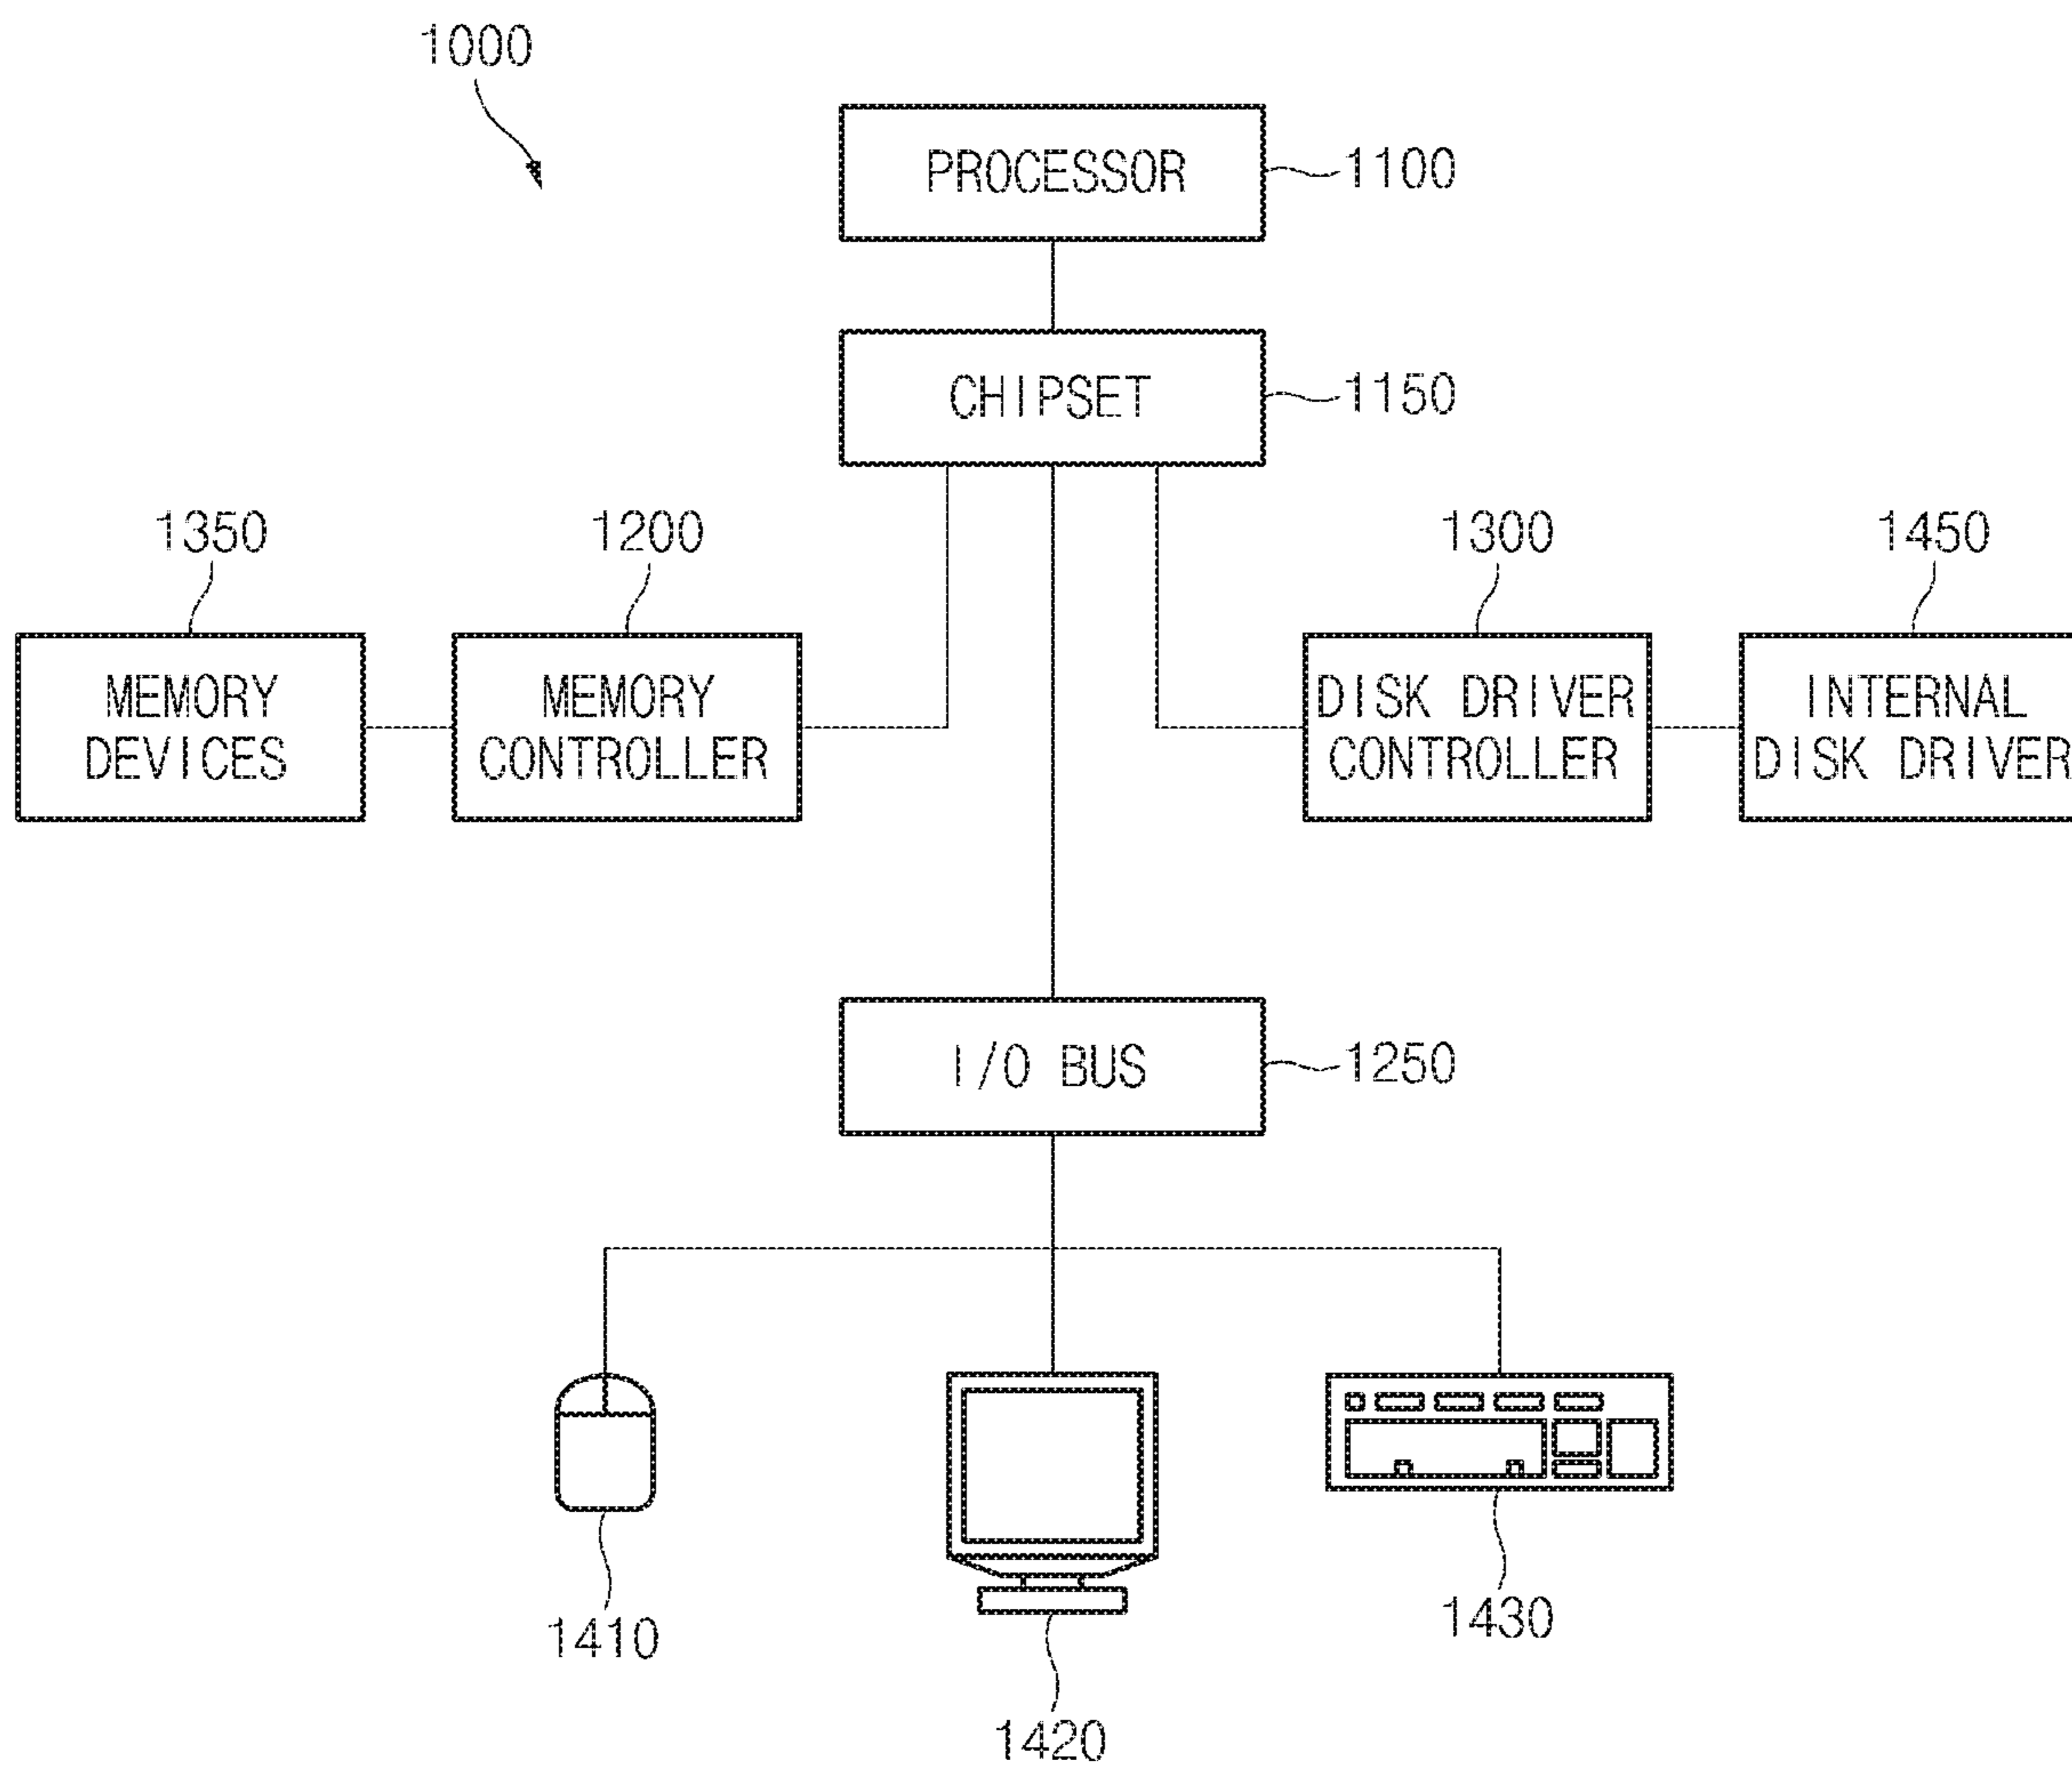 1000
PROCESSOR
1100
CHIPSET
1150
1350
1200
1300
1450
MEMORY
DEVICES
MEMORY
CONTROLLER
DISK DRIVER
CONTROLLER
INTERNAL
DISK DRIVER
I/O BUS
1250
1410
1420
1430